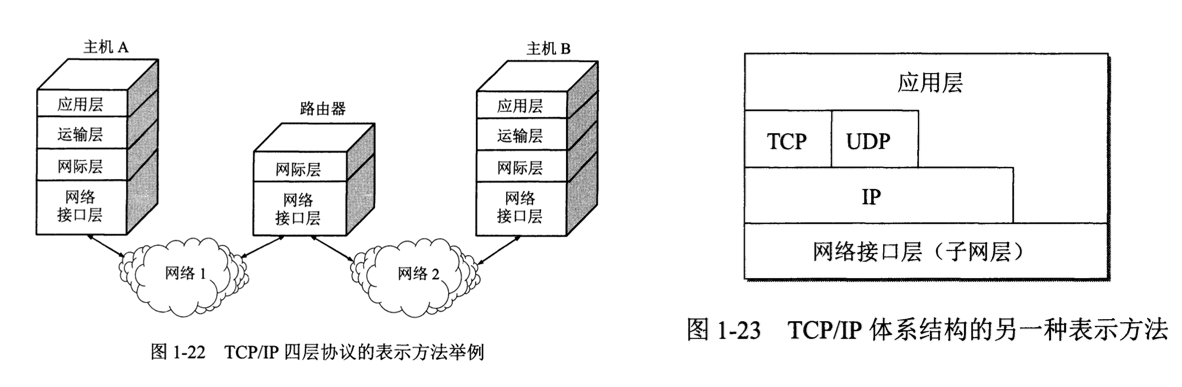 主机 A
应用层
运输层
网际层
网络
接口层
路由器
网际层
网络
接口层
主机 B
应用层
运输层
网际层
网络
接口层
网络 1
网络 2
图 1-22 TCP/IP 四层协议的表示方法举例
应用层
TCP
UDP
IP
网络接口层（子网层）
图 1-23 TCP/IP 体系结构的另一种表示方法